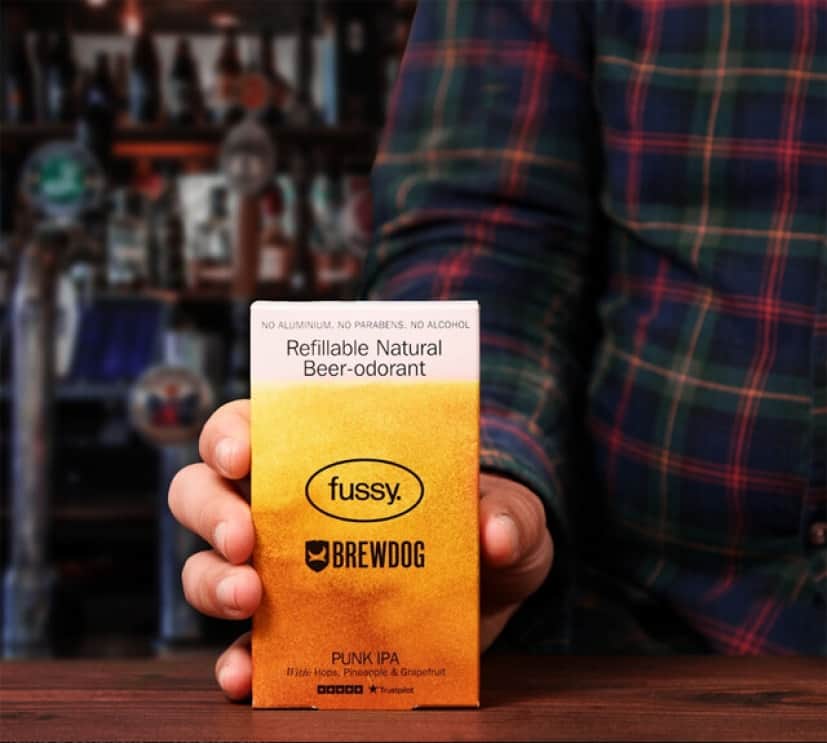 NO ALUMINIUM. NO PARABENS. NO ALCOHOL
Refillable Natural
Beer-odorant
fussy.
BREWDOG
PUNK IPA
With Hops, Pineapple & Grapefruit
Trustpilot